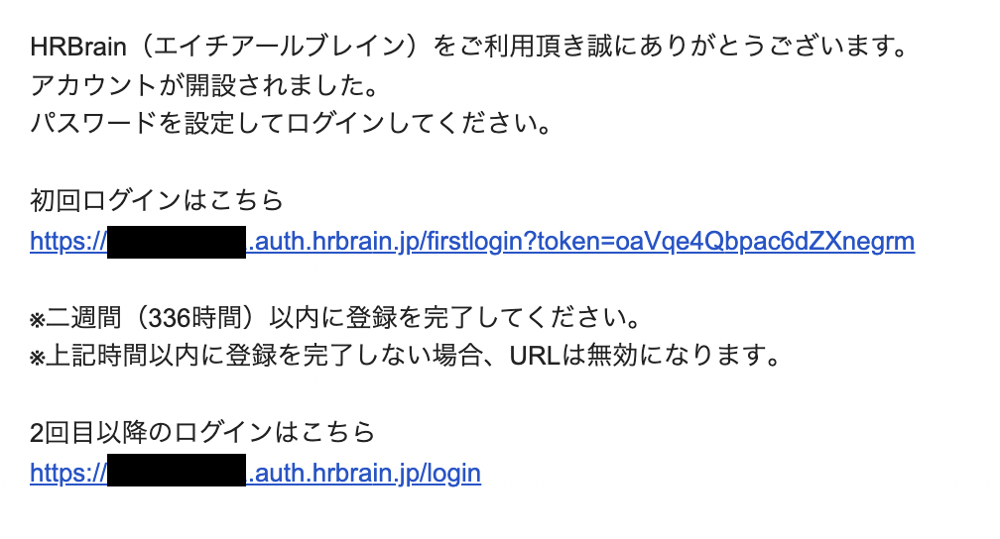 HRBrain（エイチアールブレイン）をご利用頂き誠にありがとうございます。
アカウントが開設されました。
パスワードを設定してログインしてください。
初回ログインはこちら
https://.auth.hrbrain.jp/firstlogin?token=oaVqe4Qbpac6dZXnegrm
※二週間（336時間）以内に登録を完了してください。
※上記時間以内に登録を完了しない場合、URLは無効になります。
2回目以降のログインはこちら
https://.auth.hrbrain.jp/login